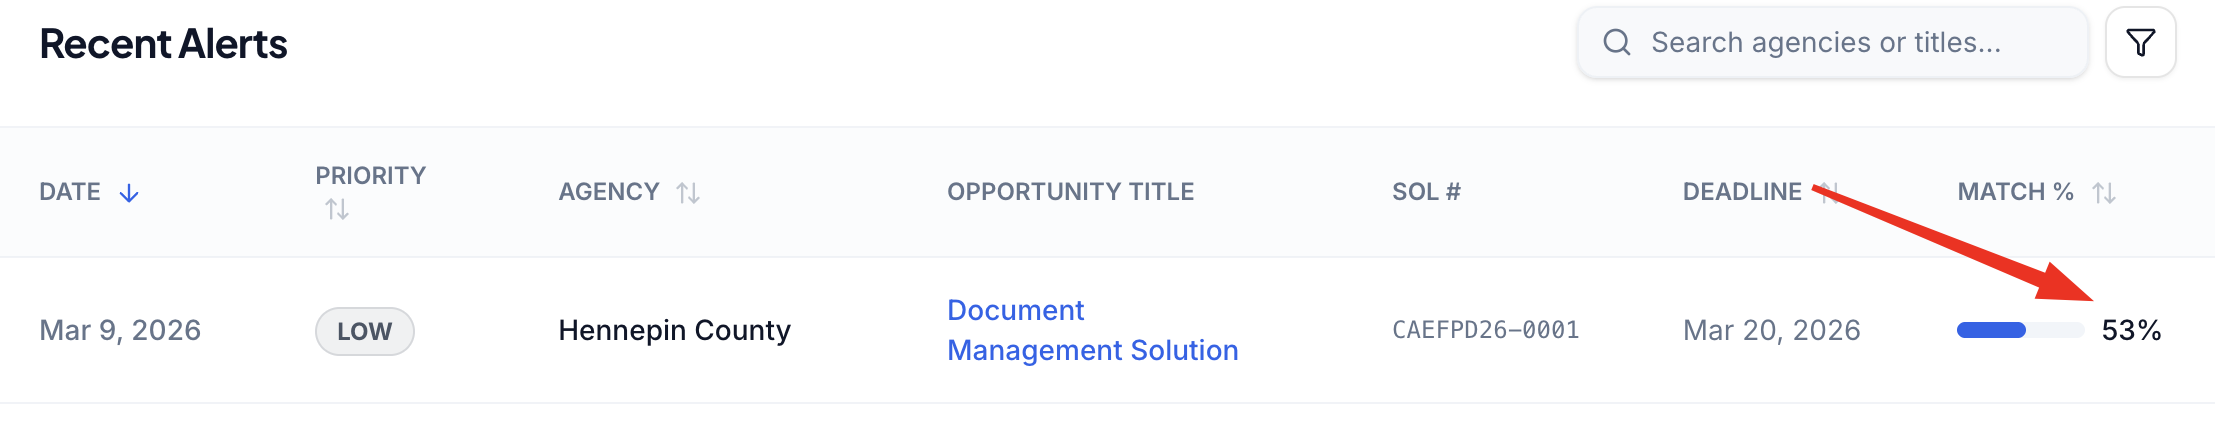 Recent Alerts
Search agencies or titles...
DATE PRIORITY AGENCY OPPORTUNITY TITLE SOL # DEADLINE MATCH %
Mar 9, 2026 LOW Hennepin County Document CAEFPD26-0001 Mar 20, 2026 53%
Management Solution